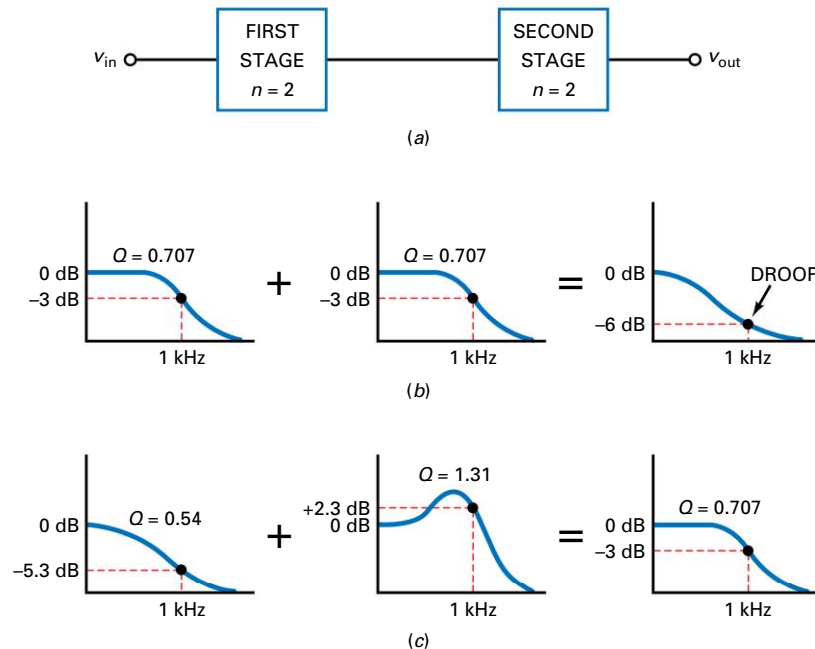 FIRST
STAGE
n = 2
SECOND
STAGE
n = 2
vin
vout
(a)
Q = 0.707
0 dB
–3 dB
1 kHz
+
Q = 0.707
0 dB
–3 dB
1 kHz
=
DROOP
0 dB
–6 dB
1 kHz
(b)
Q = 0.54
0 dB
–5.3 dB
1 kHz
+
Q = 1.31
+2.3 dB
0 dB
1 kHz
=
Q = 0.707
0 dB
–3 dB
1 kHz
(c)